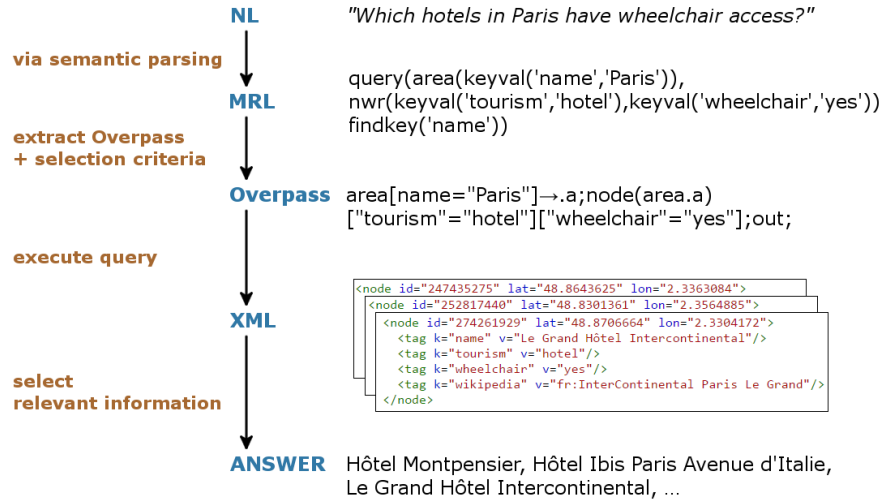 NL
"Which hotels in Paris have wheelchair access?"
via semantic parsing
MRL
query(area(keyval('name','Paris')),
nwr(keyval('tourism','hotel'),keyval('wheelchair','yes'))
findkey('name'))
extract Overpass
+ selection criteria
Overpass
area[name="Paris"]→.a;node(area.a)
["tourism"="hotel"]["wheelchair"="yes"];out;
execute query
XML
<node id="247435275" lat="48.8643625" lon="2.3363084">
<node id="252817440" lat="48.8301361" lon="2.3564885">
<node id="274261929" lat="48.8706664" lon="2.3304172">
<tag k="name" v="Le Grand Hôtel Intercontinental"/>
<tag k="tourism" v="hotel"/>
<tag k="wheelchair" v="yes"/>
<tag k="wikipedia" v="fr:InterContinental Paris Le Grand"/>
</node>
select
relevant information
ANSWER
Hôtel Montpensier, Hôtel Ibis Paris Avenue d'Italie,
Le Grand Hôtel Intercontinental, ...